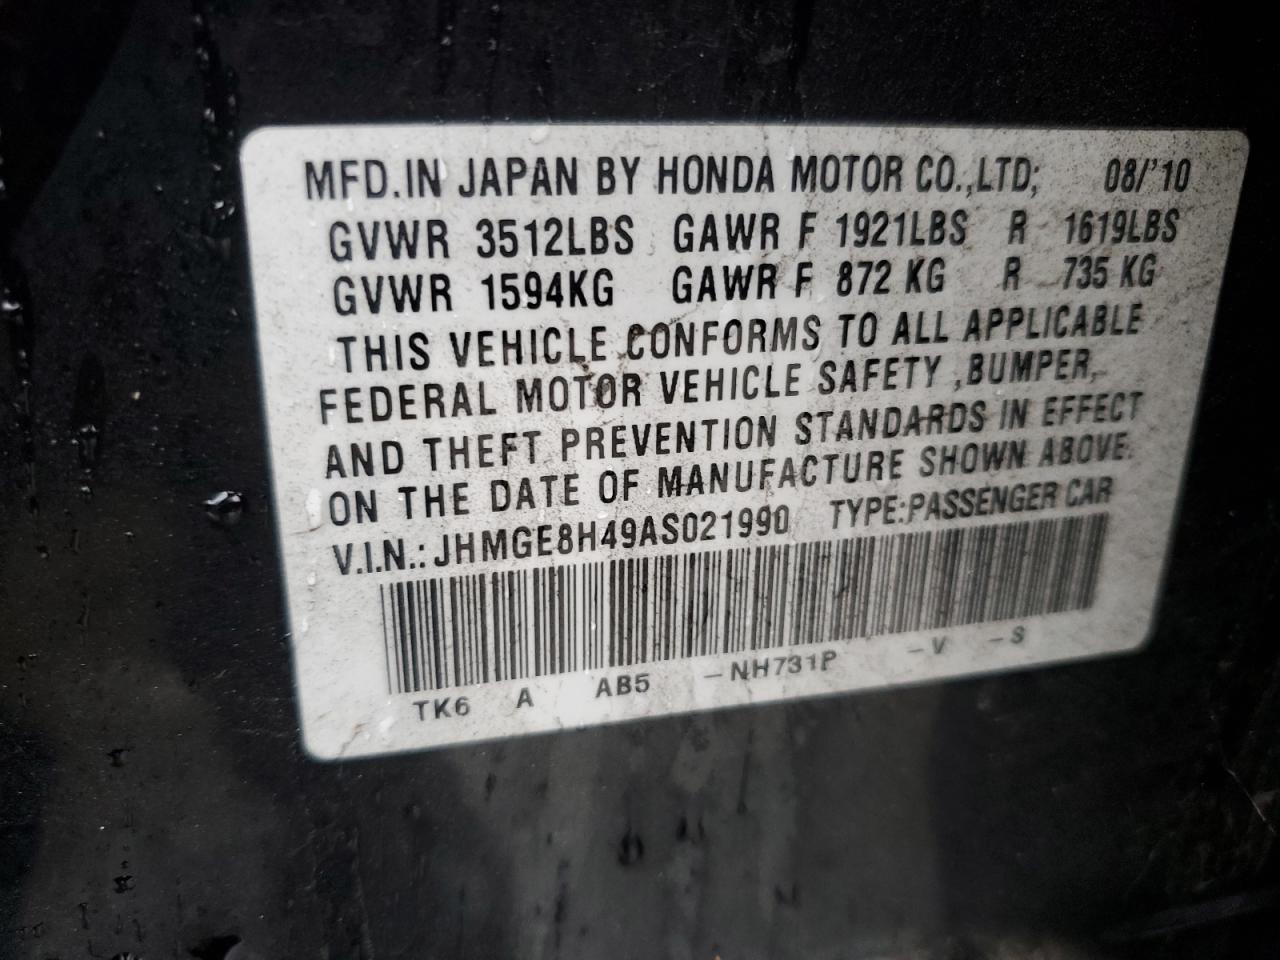 MFD.IN JAPAN BY HONDA MOTOR CO.,LTD; 08/'10
GVWR 3512LBS GAWR F 1921LBS R 1619LBS
GVWR 1594KG GAWR F 872 KG R 735 KG
THIS VEHICLE CONFORMS TO ALL APPLICABLE
FEDERAL MOTOR VEHICLE SAFETY ,BUMPER,
AND THEFT PREVENTION STANDARDS IN EFFECT
ON THE DATE OF MANUFACTURE SHOWN ABOVE.
V.I.N.: JHMGE8H49AS021990 TYPE:PASSENGER CAR
TK6 A AB5 -NH731P -V -S